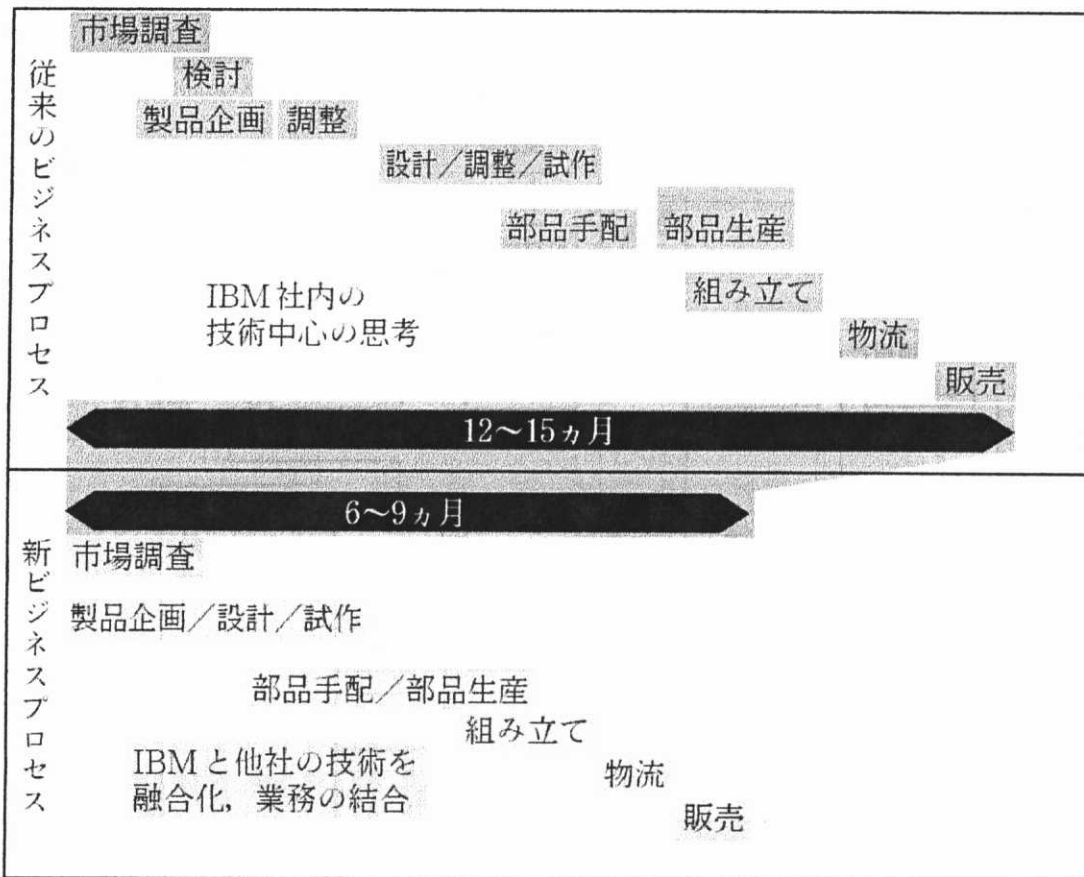 従来のビジネスプロセス
市場調査
検討
製品企画 調整
設計／調整／試作
部品手配 部品生産
IBM社内の
技術中心の思考
組み立て
物流
販売
12～15ヵ月
6～9ヵ月
新ビジネスプロセス
市場調査
製品企画／設計／試作
部品手配／部品生産
組み立て
IBMと他社の技術を
融合化，業務の結合
物流
販売